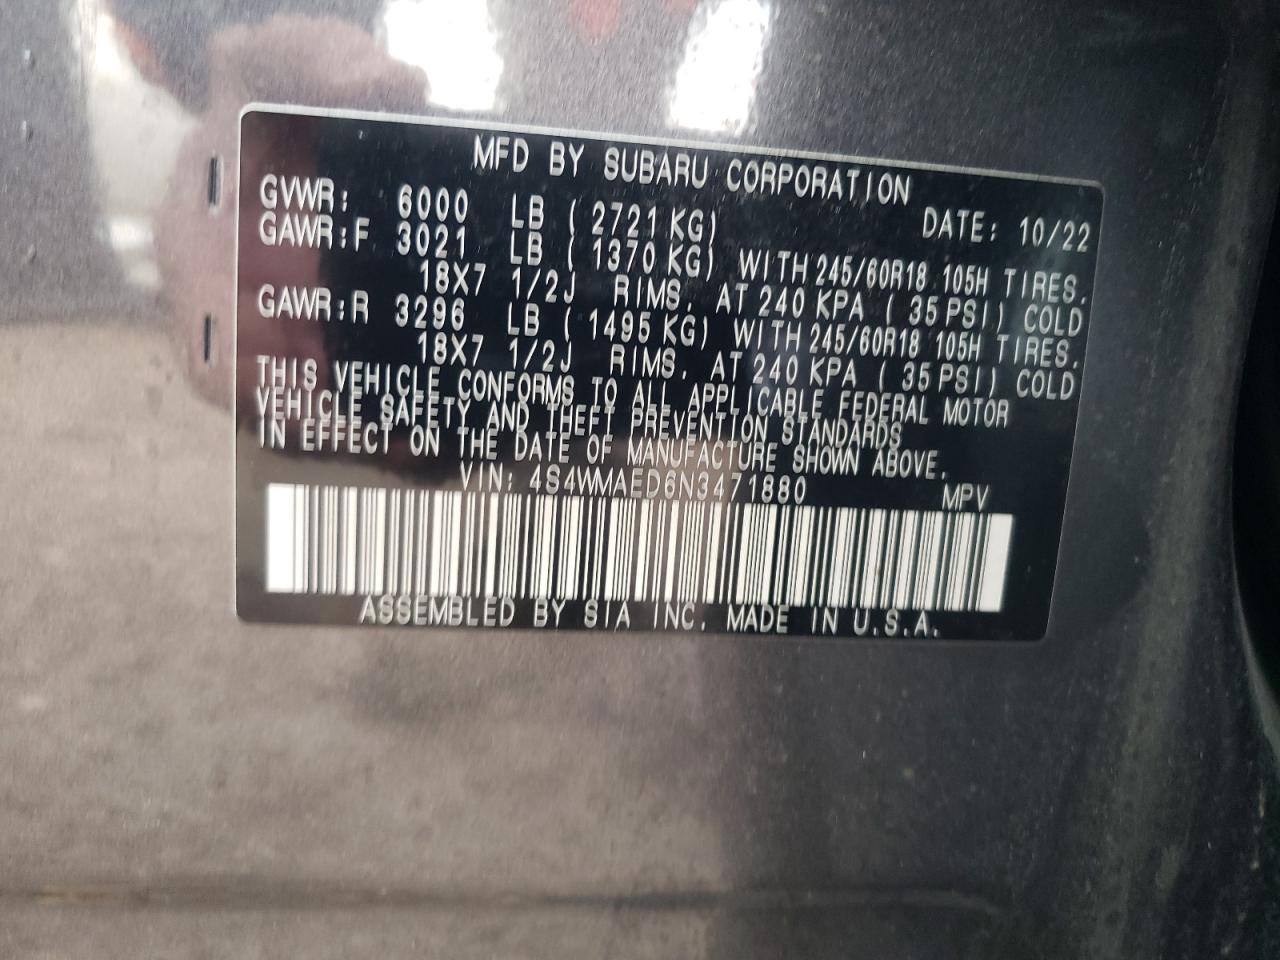 MFD BY SUBARU CORPORATION
GVWR: 6000 LB ( 2721 KG) DATE: 10/22
GAWR:F 3021 LB ( 1370 KG) WITH 245/60R18 105H TIRES,
18X7 1/2J RIMS, AT 240 KPA ( 35 PSI) COLD
GAWR:R 3296 LB ( 1495 KG) WITH 245/60R18 105H TIRES,
18X7 1/2J RIMS, AT 240 KPA ( 35 PSI) COLD
THIS VEHICLE CONFORMS TO ALL APPLICABLE FEDERAL MOTOR
VEHICLE SAFETY AND THEFT PREVENTION STANDARDS
IN EFFECT ON THE DATE OF MANUFACTURE SHOWN ABOVE.
VIN: 4S4WMAED6N3471880 MPV
ASSEMBLED BY SIA INC. MADE IN U.S.A.